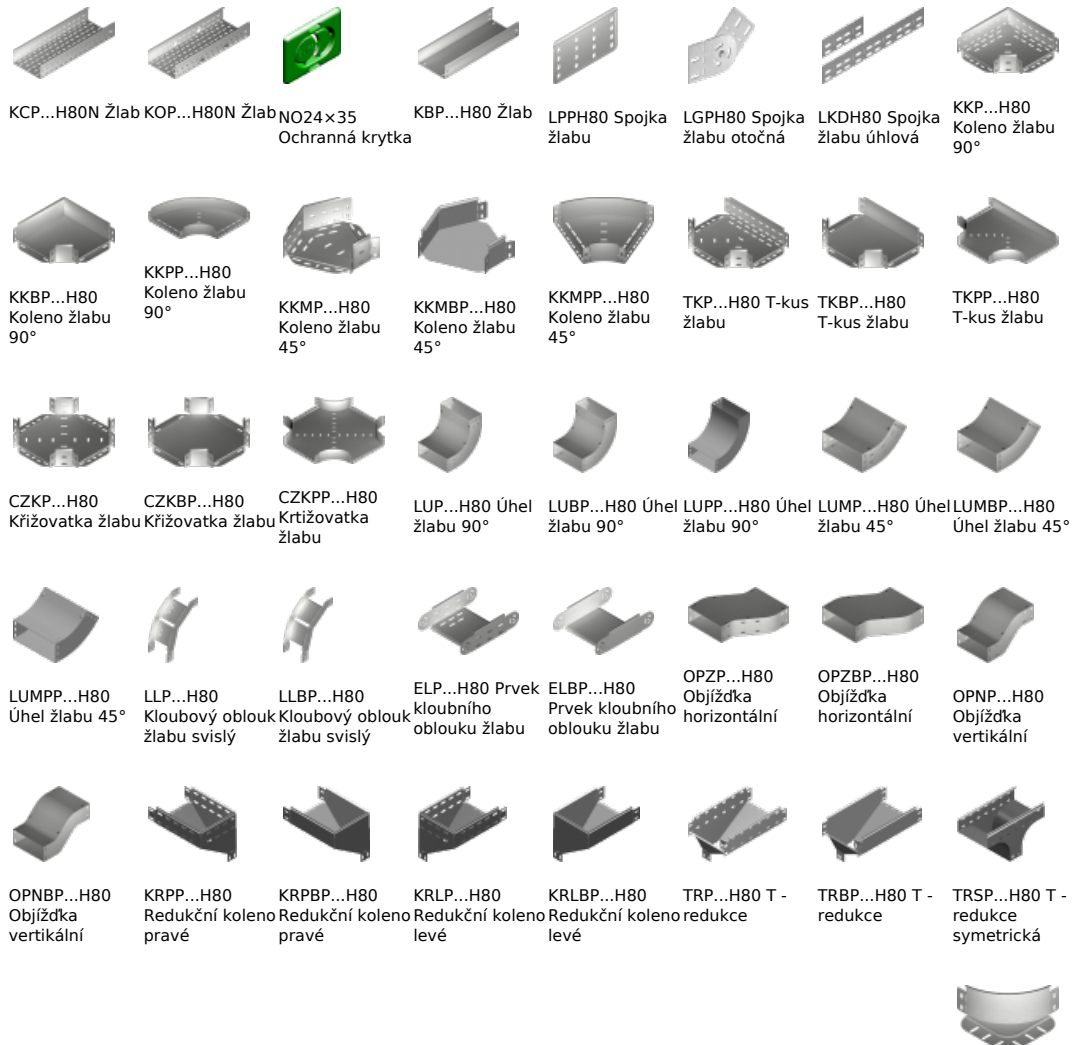 KCP...H80N Žlab
KOP...H80N Žlab
NO24×35
Ochranná krytka
KBP...H80 Žlab
LPPH80 Spojka
žlabu
LGPH80 Spojka
žlabu otočná
LKDH80 Spojka
žlabu úhlová
KKP...H80
Koleno žlabu
90°
KKBP...H80
Koleno žlabu
90°
KKPP...H80
Koleno žlabu
90°
KKMP...H80
Koleno žlabu
45°
KKMBP...H80
Koleno žlabu
45°
KKMPP...H80
Koleno žlabu
45°
TKP...H80 T-kus
žlabu
TKBP...H80
T-kus žlabu
TKPP...H80
T-kus žlabu
CZKP...H80
Křižovatka žlabu
CZKBP...H80
Křižovatka žlabu
CZKPP...H80
Krtižovatka
žlabu
LUP...H80 Úhel
žlabu 90°
LUBP...H80 Úhel
žlabu 90°
LUPP...H80 Úhel
žlabu 90°
LUMP...H80 Úhel
žlabu 45°
LUMBP...H80
Úhel žlabu 45°
LUMPP...H80
Úhel žlabu 45°
LLP...H80
Kloubový oblouk
žlabu svislý
LLBP...H80
Kloubový oblouk
žlabu svislý
ELP...H80 Prvek
kloubního
oblouku žlabu
ELBP...H80
Prvek kloubního
oblouku žlabu
OPZP...H80
Objížďka
horizontální
OPZBP...H80
Objížďka
horizontální
OPNP...H80
Objížďka
vertikální
OPNBP...H80
Objížďka
vertikální
KRPP...H80
Redukční koleno
pravé
KRPBP...H80
Redukční koleno
pravé
KRLP...H80
Redukční koleno
levé
KRLBP...H80
Redukční koleno
levé
TRP...H80 T -
redukce
TRBP...H80 T -
redukce
TRSP...H80 T -
redukce
symetrická